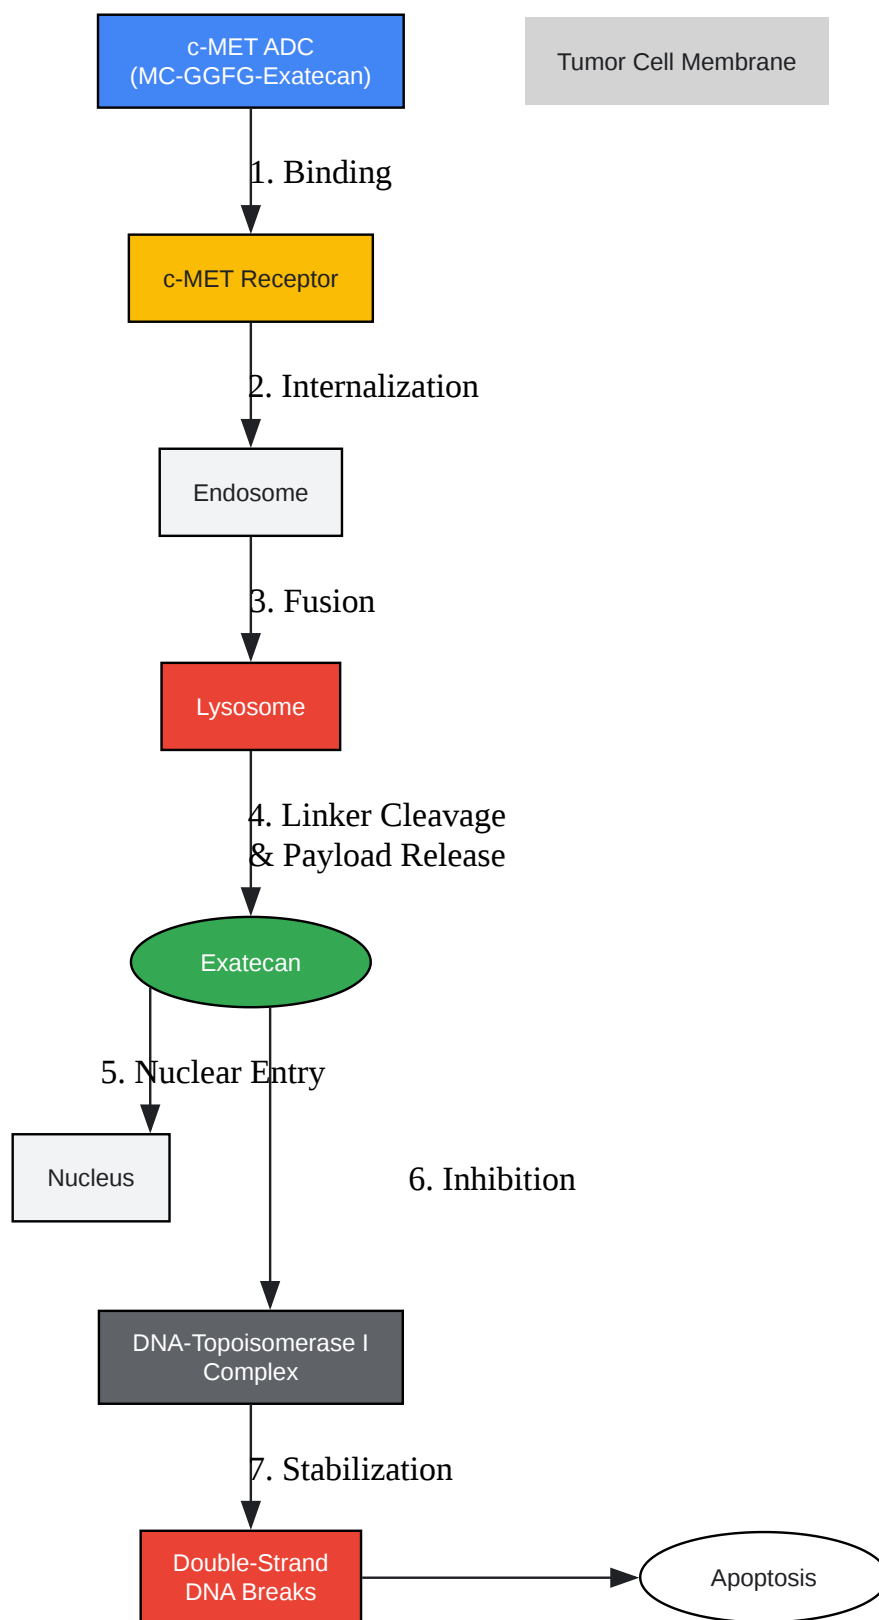 c-MET ADC
(MC-GGFG-Exatecan)
Tumor Cell Membrane
1. Binding
c-MET Receptor
2. Internalization
Endosome
3. Fusion
Lysosome
4. Linker Cleavage
& Payload Release
Exatecan
5. Nuclear Entry
Nucleus
6. Inhibition
DNA-Topoisomerase I
Complex
7. Stabilization
Double-Strand
DNA Breaks
Apoptosis